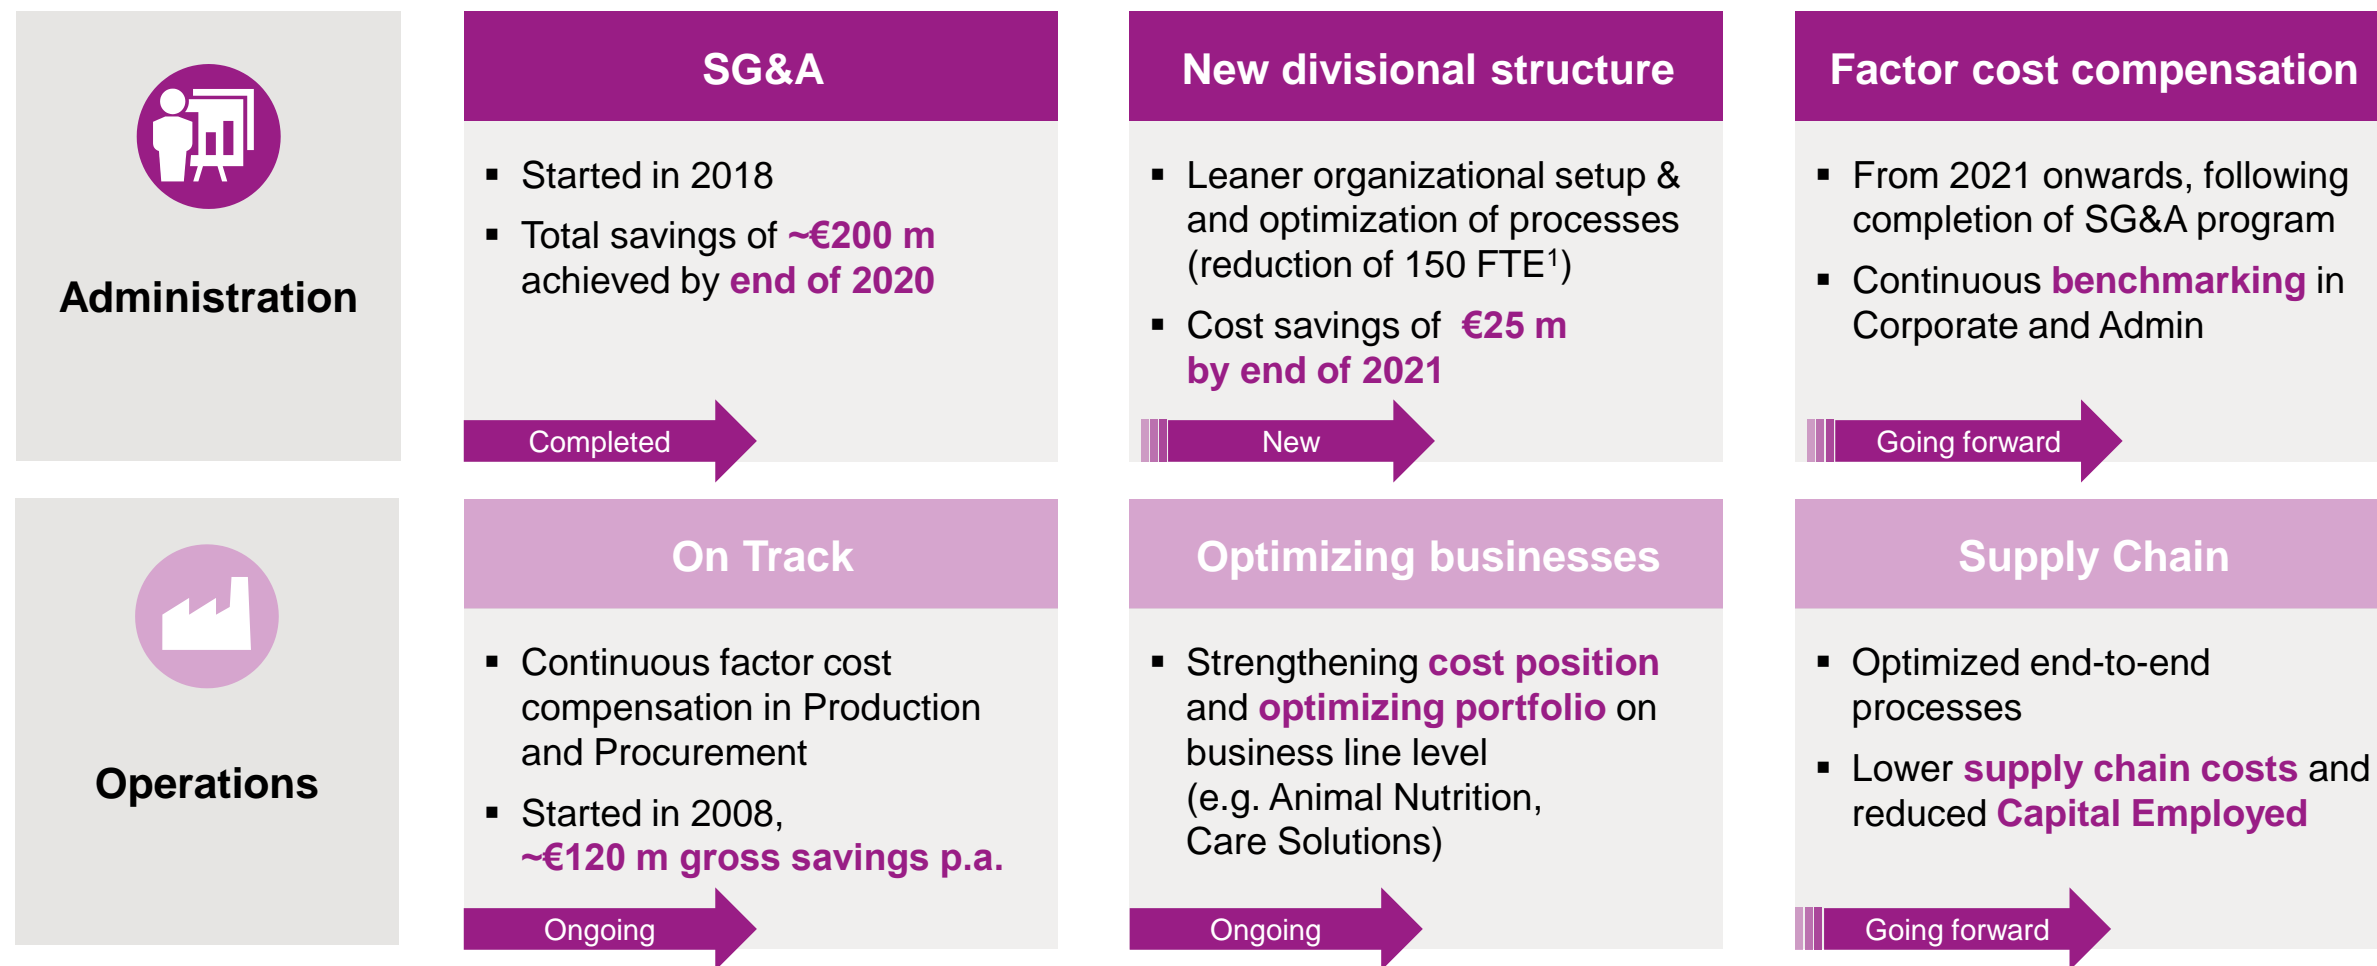 Administration
SG&A
▪ Started in 2018
▪ Total savings of ~€200 m
achieved by end of 2020
Completed
New divisional structure
▪ Leaner organizational setup &
and optimization of processes
(reduction of 150 FTE¹)
▪ Cost savings of €25 m
by end of 2021
New
Factor cost compensation
▪ From 2021 onwards, following
completion of SG&A program
▪ Continuous benchmarking in
Corporate and Admin
Going forward
Operations
On Track
▪ Continuous factor cost
compensation in Production
and Procurement
▪ Started in 2008,
~€120 m gross savings p.a.
Ongoing
Optimizing businesses
▪ Strengthening cost position
and optimizing portfolio on
business line level
(e.g. Animal Nutrition,
Care Solutions)
Ongoing
Supply Chain
▪ Optimized end-to-end
processes
▪ Lower supply chain costs and
reduced Capital Employed
Going forward